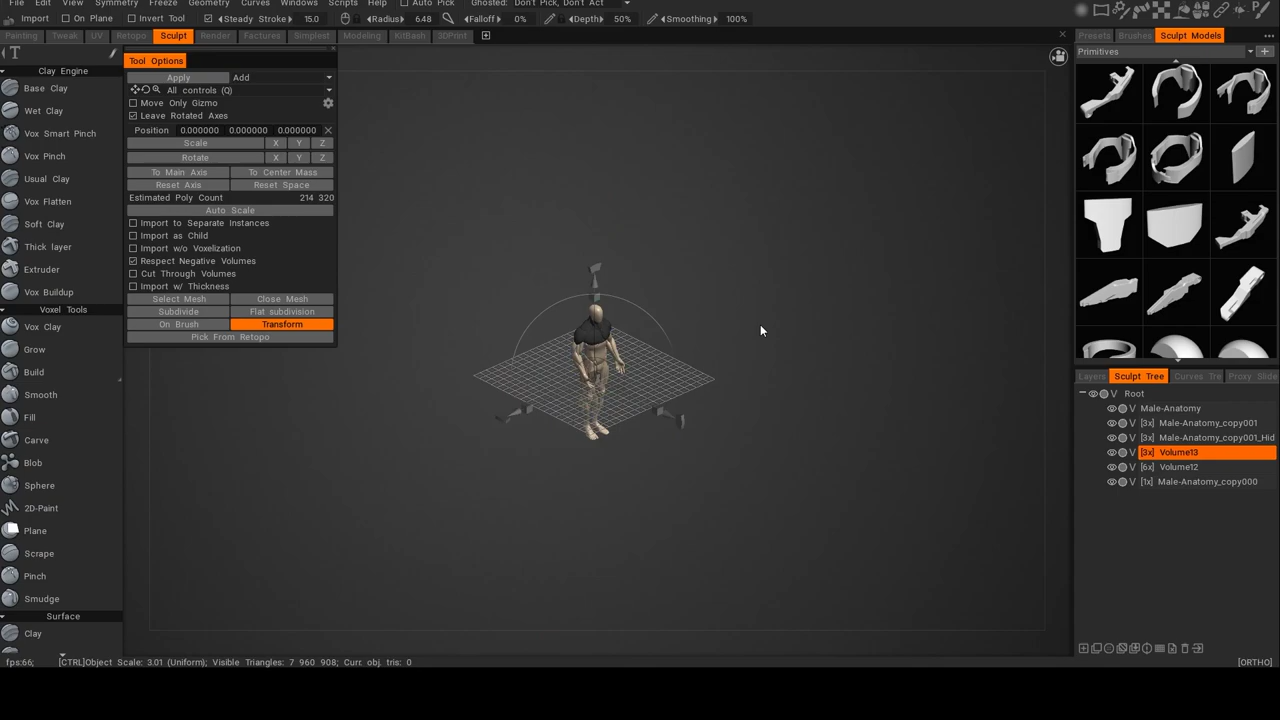 File Edit View Symmetry Freeze Geometry Curves Windows Scripts Help Auto Pick Ghosted: Don't Pick, Don't Act
Import On Plane Invert Tool Steady Stroke 15.0 Radius 6.48 Falloff 0% Depth 50% Smoothing 100%
Painting Tweak UV Retopo Sculpt Render Factures Simplest Modeling KitBash 3DPrint
Presets Brushes Sculpt Models
Primitives
Tool Options
Apply Add
All controls (Q)
Move Only Gizmo
Leave Rotated Axes
Position 0.000000 0.000000 0.000000
Scale X Y Z
Rotate X Y Z
To Main Axis To Center Mass
Reset Axis Reset Space
Estimated Poly Count 214 320
Auto Scale
Import to Separate Instances
Import as Child
Import w/o Voxelization
Respect Negative Volumes
Cut Through Volumes
Import w/ Thickness
Select Mesh Close Mesh
Subdivide Flat subdivision
On Brush Transform
Pick From Retopo
Clay Engine
Base Clay
Wet Clay
Vox Smart Pinch
Vox Pinch
Usual Clay
Vox Flatten
Soft Clay
Thick layer
Extruder
Vox Buildup
Voxel Tools
Vox Clay
Grow
Build
Smooth
Fill
Carve
Blob
Sphere
2D-Paint
Plane
Scrape
Pinch
Smudge
Surface
Clay
Layers Sculpt Tree Curves Tre Proxy Slide
V Root
V Male-Anatomy
V [3x] Male-Anatomy_copy001
V [3x] Male-Anatomy_copy001_Hid
V [3x] Volume13
V [6x] Volume12
V [1x] Male-Anatomy_copy000
fps:66; [CTRL]Object Scale: 3.01 (Uniform); Visible Triangles: 7 960 908; Curr. obj. tris: 0
[ORTHO]